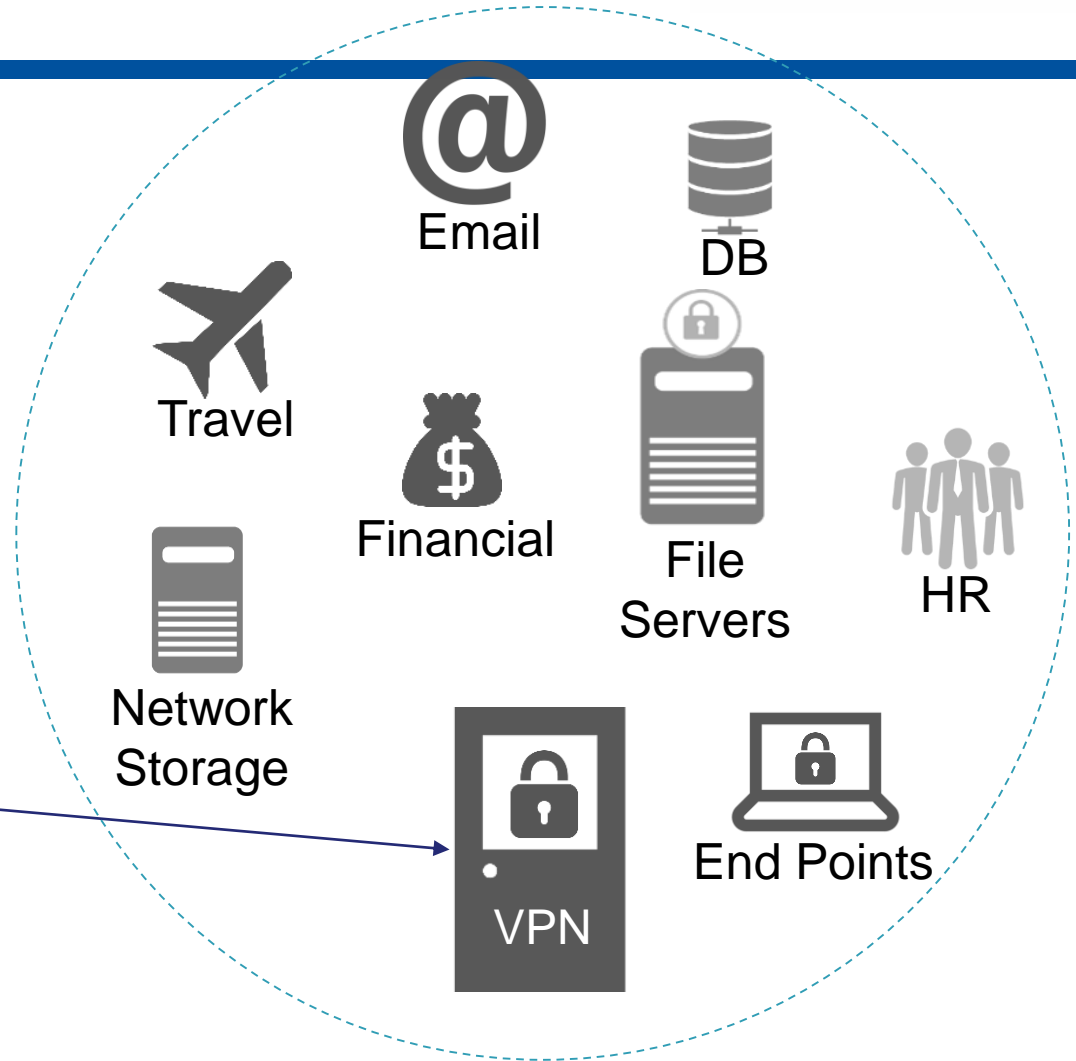 @
Email
DB
Travel
$
Financial
File
Servers
HR
Network
Storage
VPN
End Points